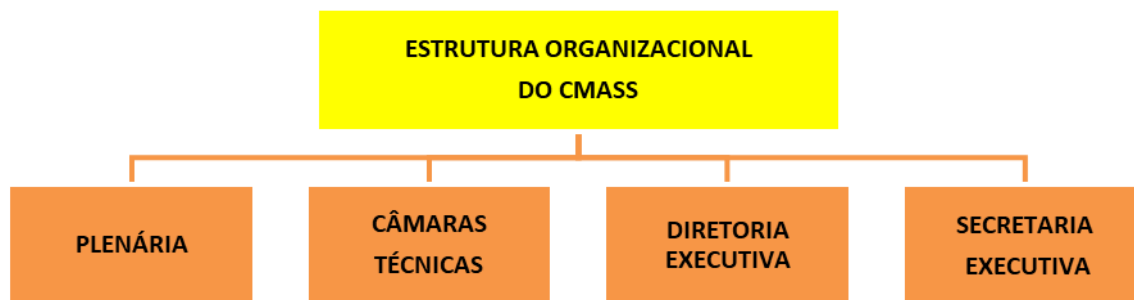 ESTRUTURA ORGANIZACIONAL
DO CMASS
PLENÁRIA
CÂMARAS
TÉCNICAS
DIRETORIA
EXECUTIVA
SECRETARIA
EXECUTIVA